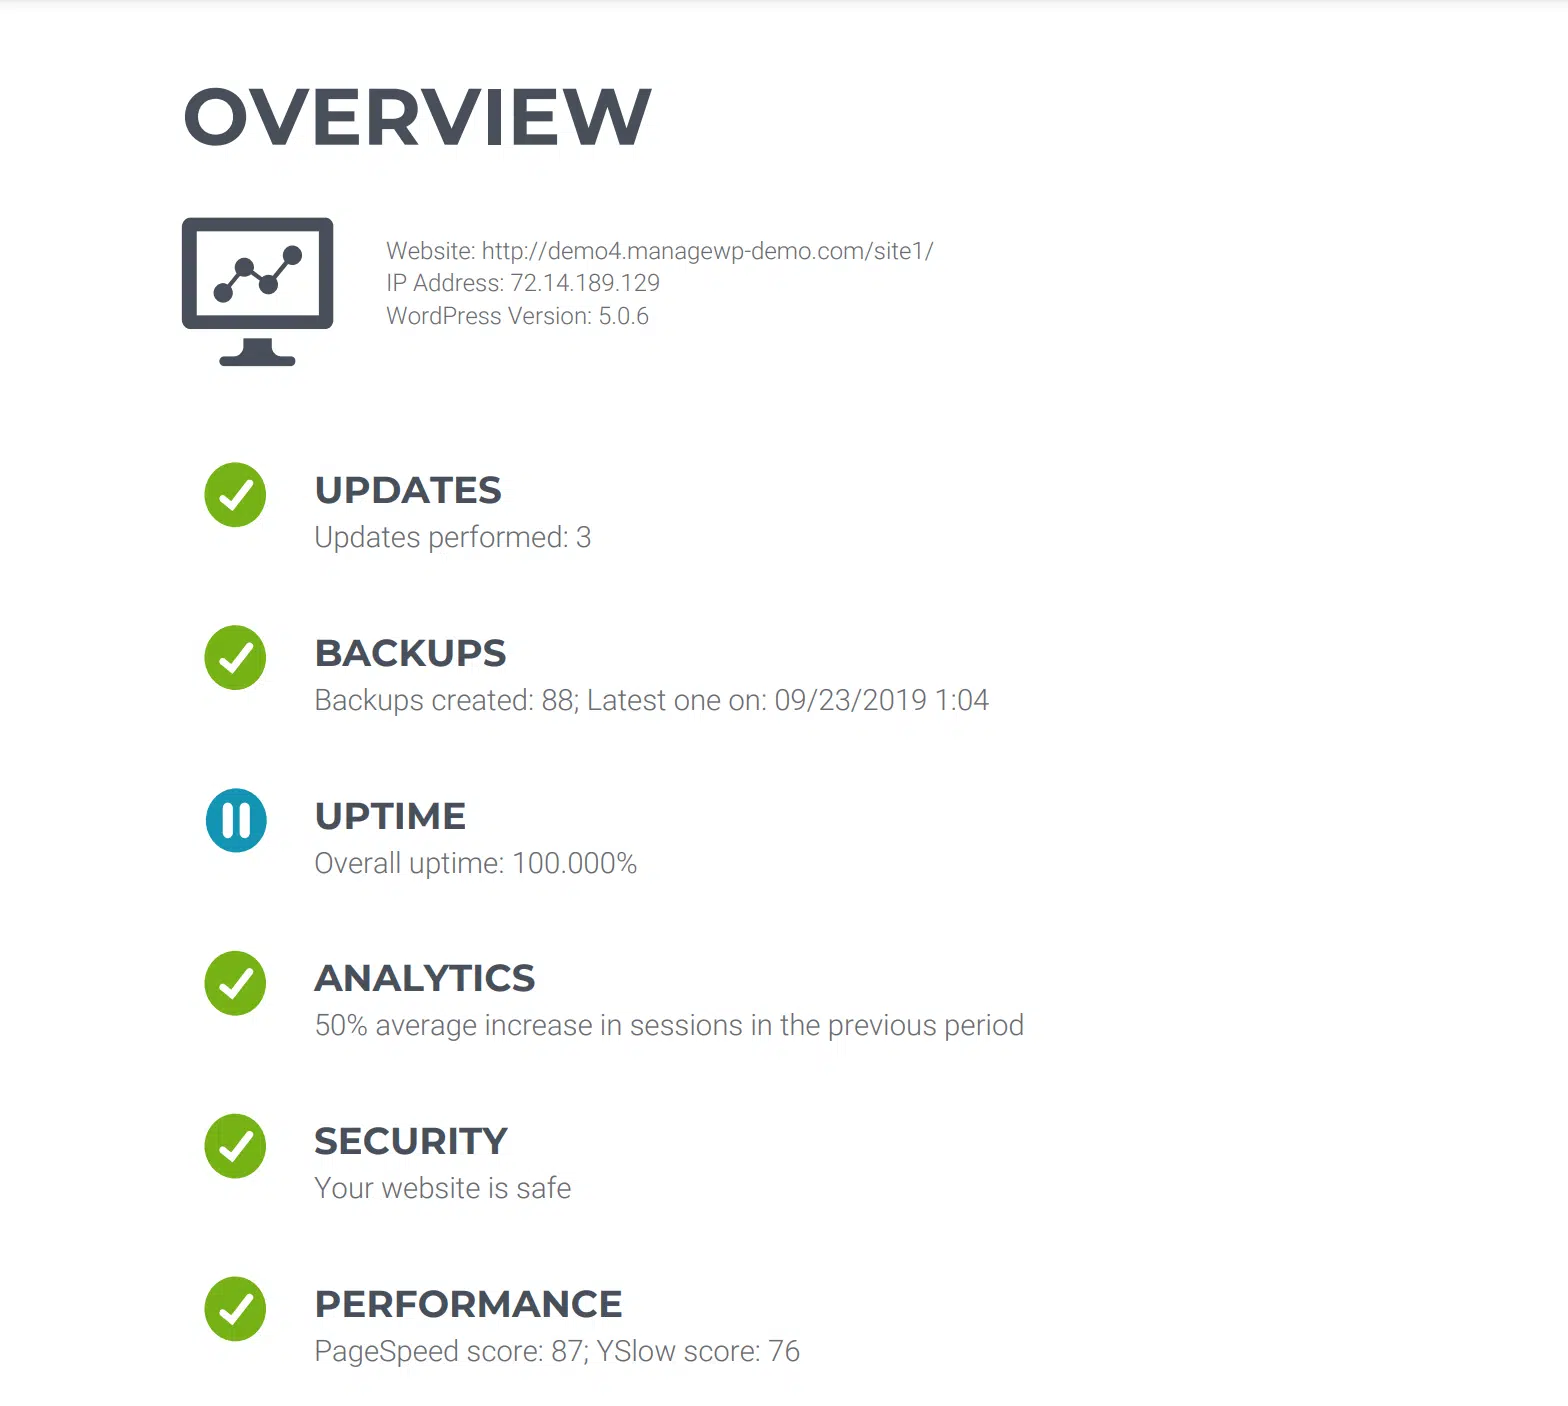 OVERVIEW
Website: http://demo4.managewp-demo.com/site1/
IP Address: 72.14.189.129
WordPress Version: 5.0.6
UPDATES
Updates performed: 3
BACKUPS
Backups created: 88; Latest one on: 09/23/2019 1:04
UPTIME
Overall uptime: 100.000%
ANALYTICS
50% average increase in sessions in the previous period
SECURITY
Your website is safe
PERFORMANCE
PageSpeed score: 87; YSlow score: 76